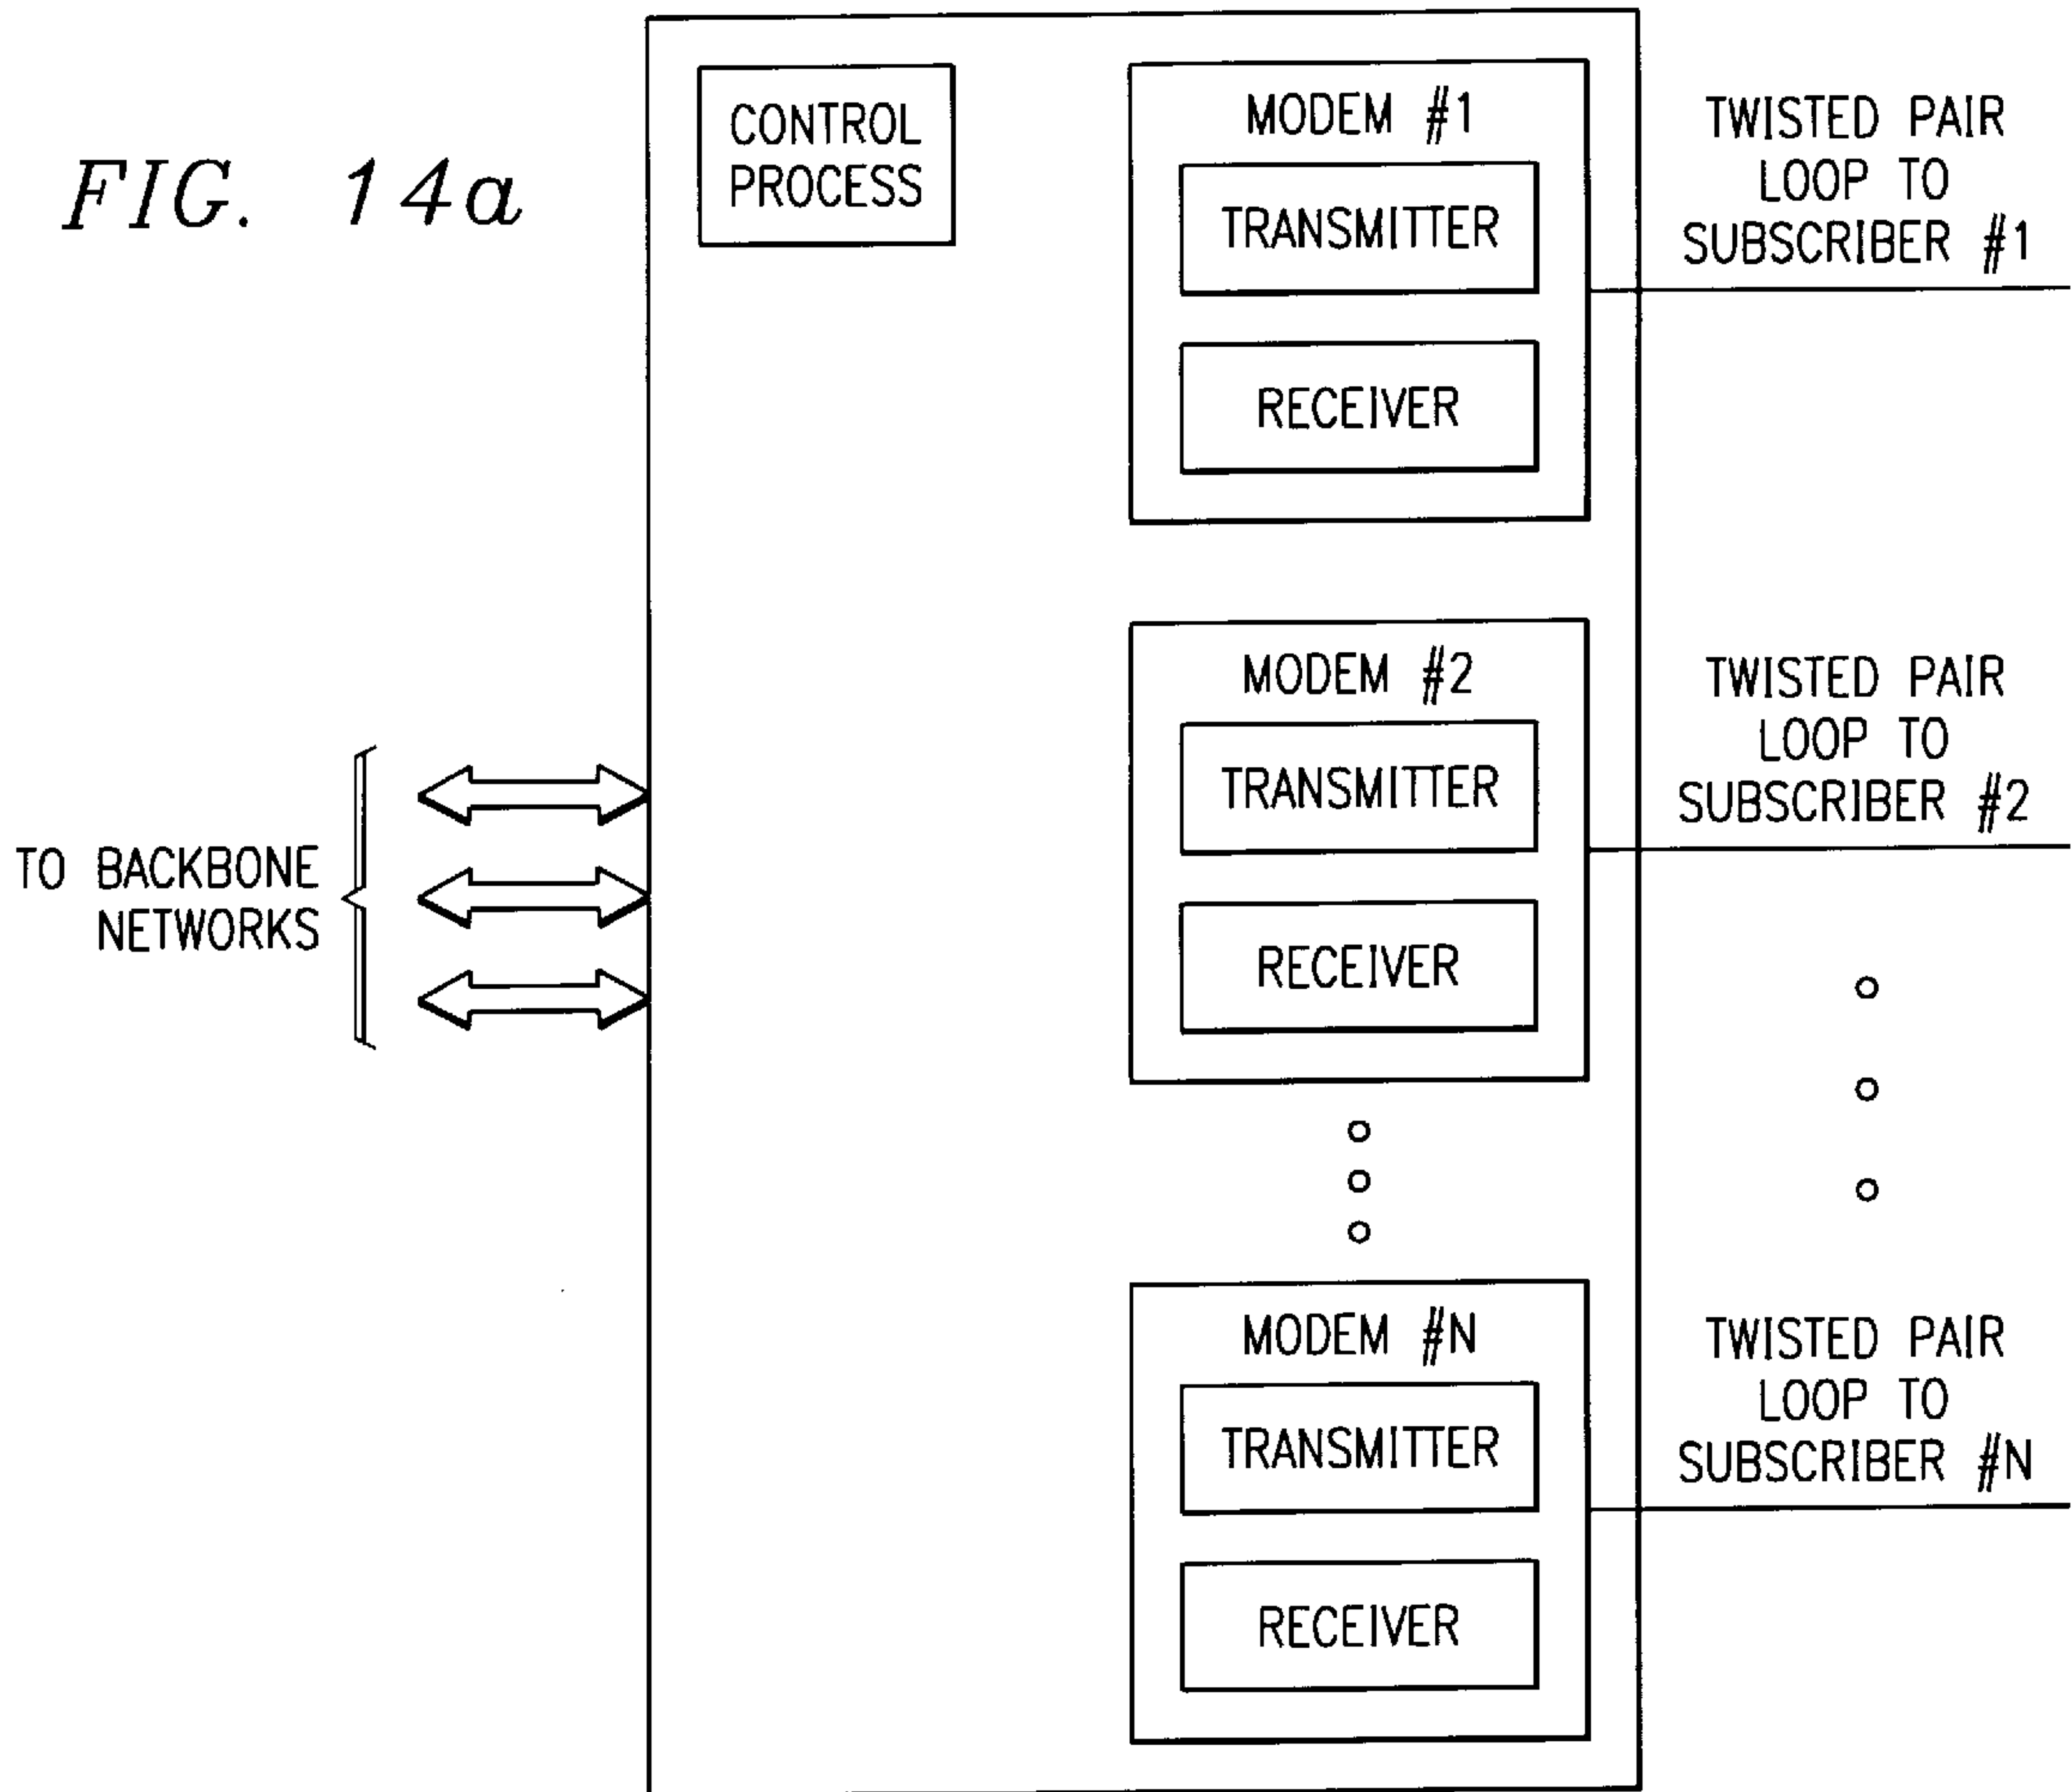 FIG. 14a
CONTROL
PROCESS
MODEM #1
TRANSMITTER
RECEIVER
TWISTED PAIR
LOOP TO
SUBSCRIBER #1
MODEM #2
TRANSMITTER
RECEIVER
TWISTED PAIR
LOOP TO
SUBSCRIBER #2
TO BACKBONE
NETWORKS
MODEM #N
TRANSMITTER
RECEIVER
TWISTED PAIR
LOOP TO
SUBSCRIBER #N